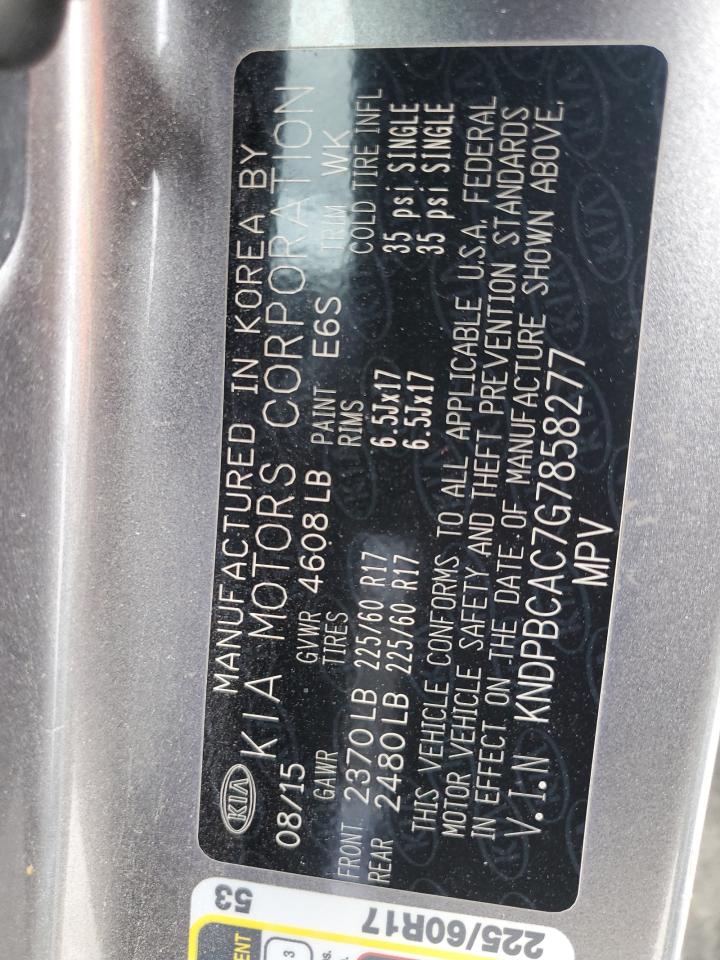 KIA MANUFACTURED IN KOREA BY
KIA MOTORS CORPORATION
08/15 GVWR 4608 LB PAINT E6S TRIM WK
GAWR TIRES RIMS COLD TIRE INFL
FRONT 2370LB 225/60 R17 6.5Jx17 35 psi SINGLE
REAR 2480LB 225/60 R17 6.5Jx17 35 psi SINGLE
THIS VEHICLE CONFORMS TO ALL APPLICABLE U.S.A. FEDERAL
MOTOR VEHICLE SAFETY AND THEFT PREVENTION STANDARDS
IN EFFECT ON THE DATE OF MANUFACTURE SHOWN ABOVE.
V.I.N KNDPBCAC7G7858277
MPV
53
225/60R17